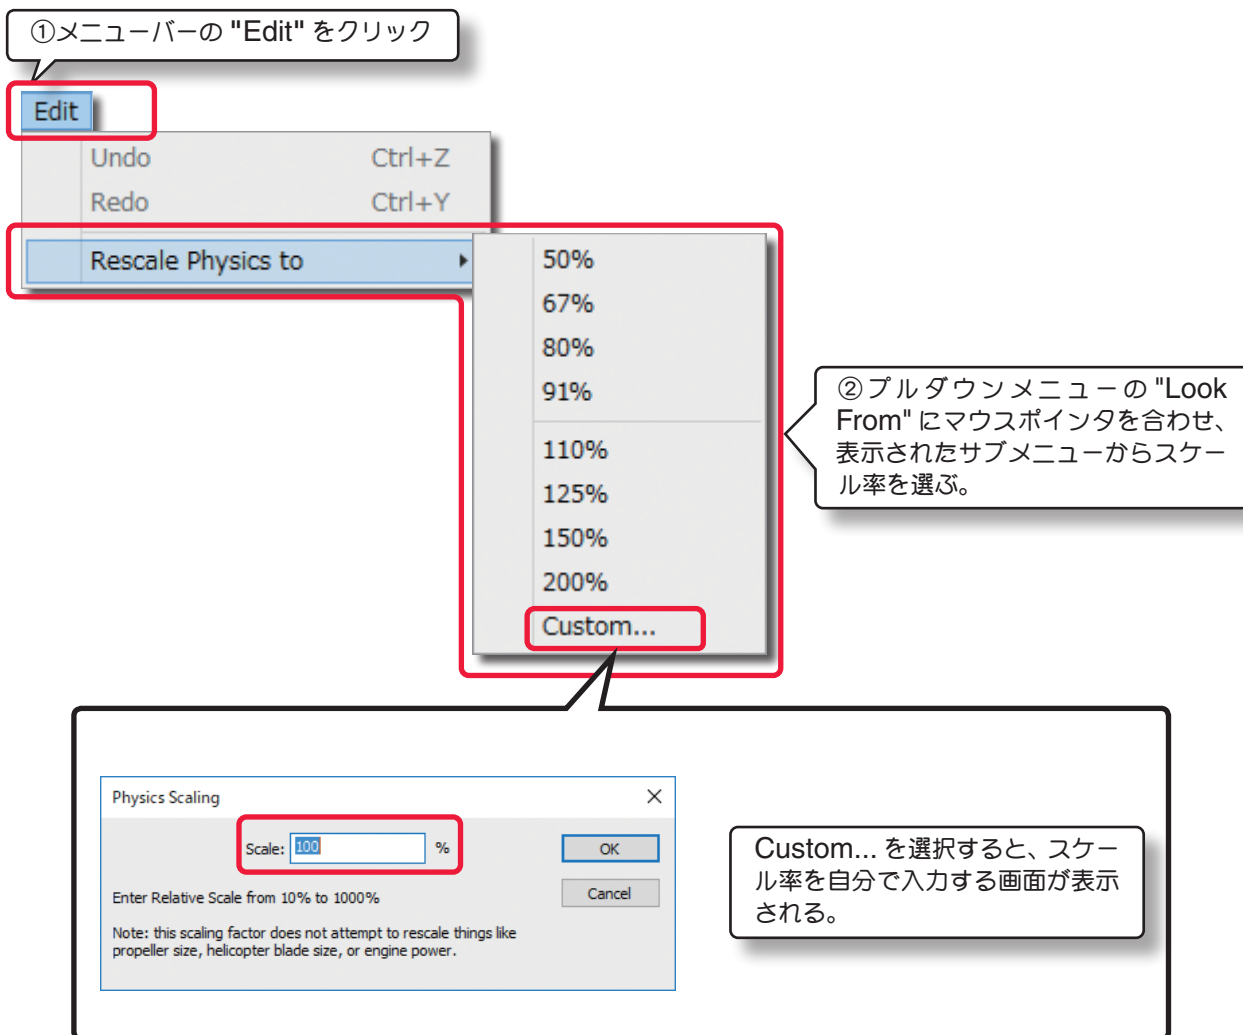 ①メニューバーの "Edit" をクリック
Edit
Undo Ctrl+Z
Redo Ctrl+Y
Rescale Physics to
50%
67%
80%
91%
110%
125%
150%
200%
Custom...
②プルダウンメニューの "Look
From" にマウスポインタを合わせ、
表示されたサブメニューからスケー
ル率を選ぶ。
Physics Scaling
Scale: 100 %
OK
Cancel
Enter Relative Scale from 10% to 1000%
Note: this scaling factor does not attempt to rescale things like
propeller size, helicopter blade size, or engine power.
Custom... を選択すると、スケー
ル率を自分で入力する画面が表示
される。